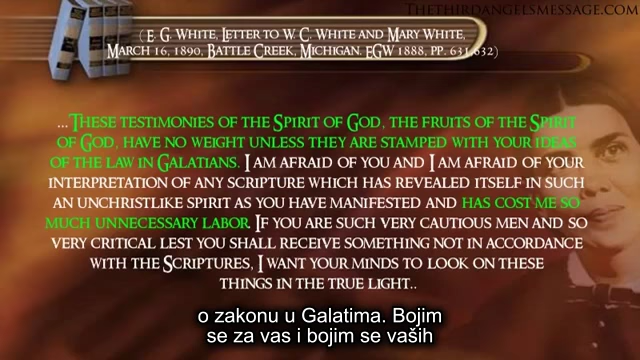 TheThirdAngelsMessage.com
( E. G. White, Letter to W. C. White and Mary White,
March 16, 1890, Battle Creek, Michigan. EGW 1888, pp. 631,632)
...These testimonies of the Spirit of God, the fruits of the Spirit
of God, have no weight unless they are stamped with your ideas
of the law in Galatians. I am afraid of you and I am afraid of your
interpretation of any scripture which has revealed itself in such
an unchristlike spirit as you have manifested and has cost me so
much unnecessary labor. If you are such very cautious men and so
very critical lest you shall receive something not in accordance
with the Scriptures, I want your minds to look on these
things in the true light..
o zakonu u Galatima. Bojim
se za vas i bojim se vaših